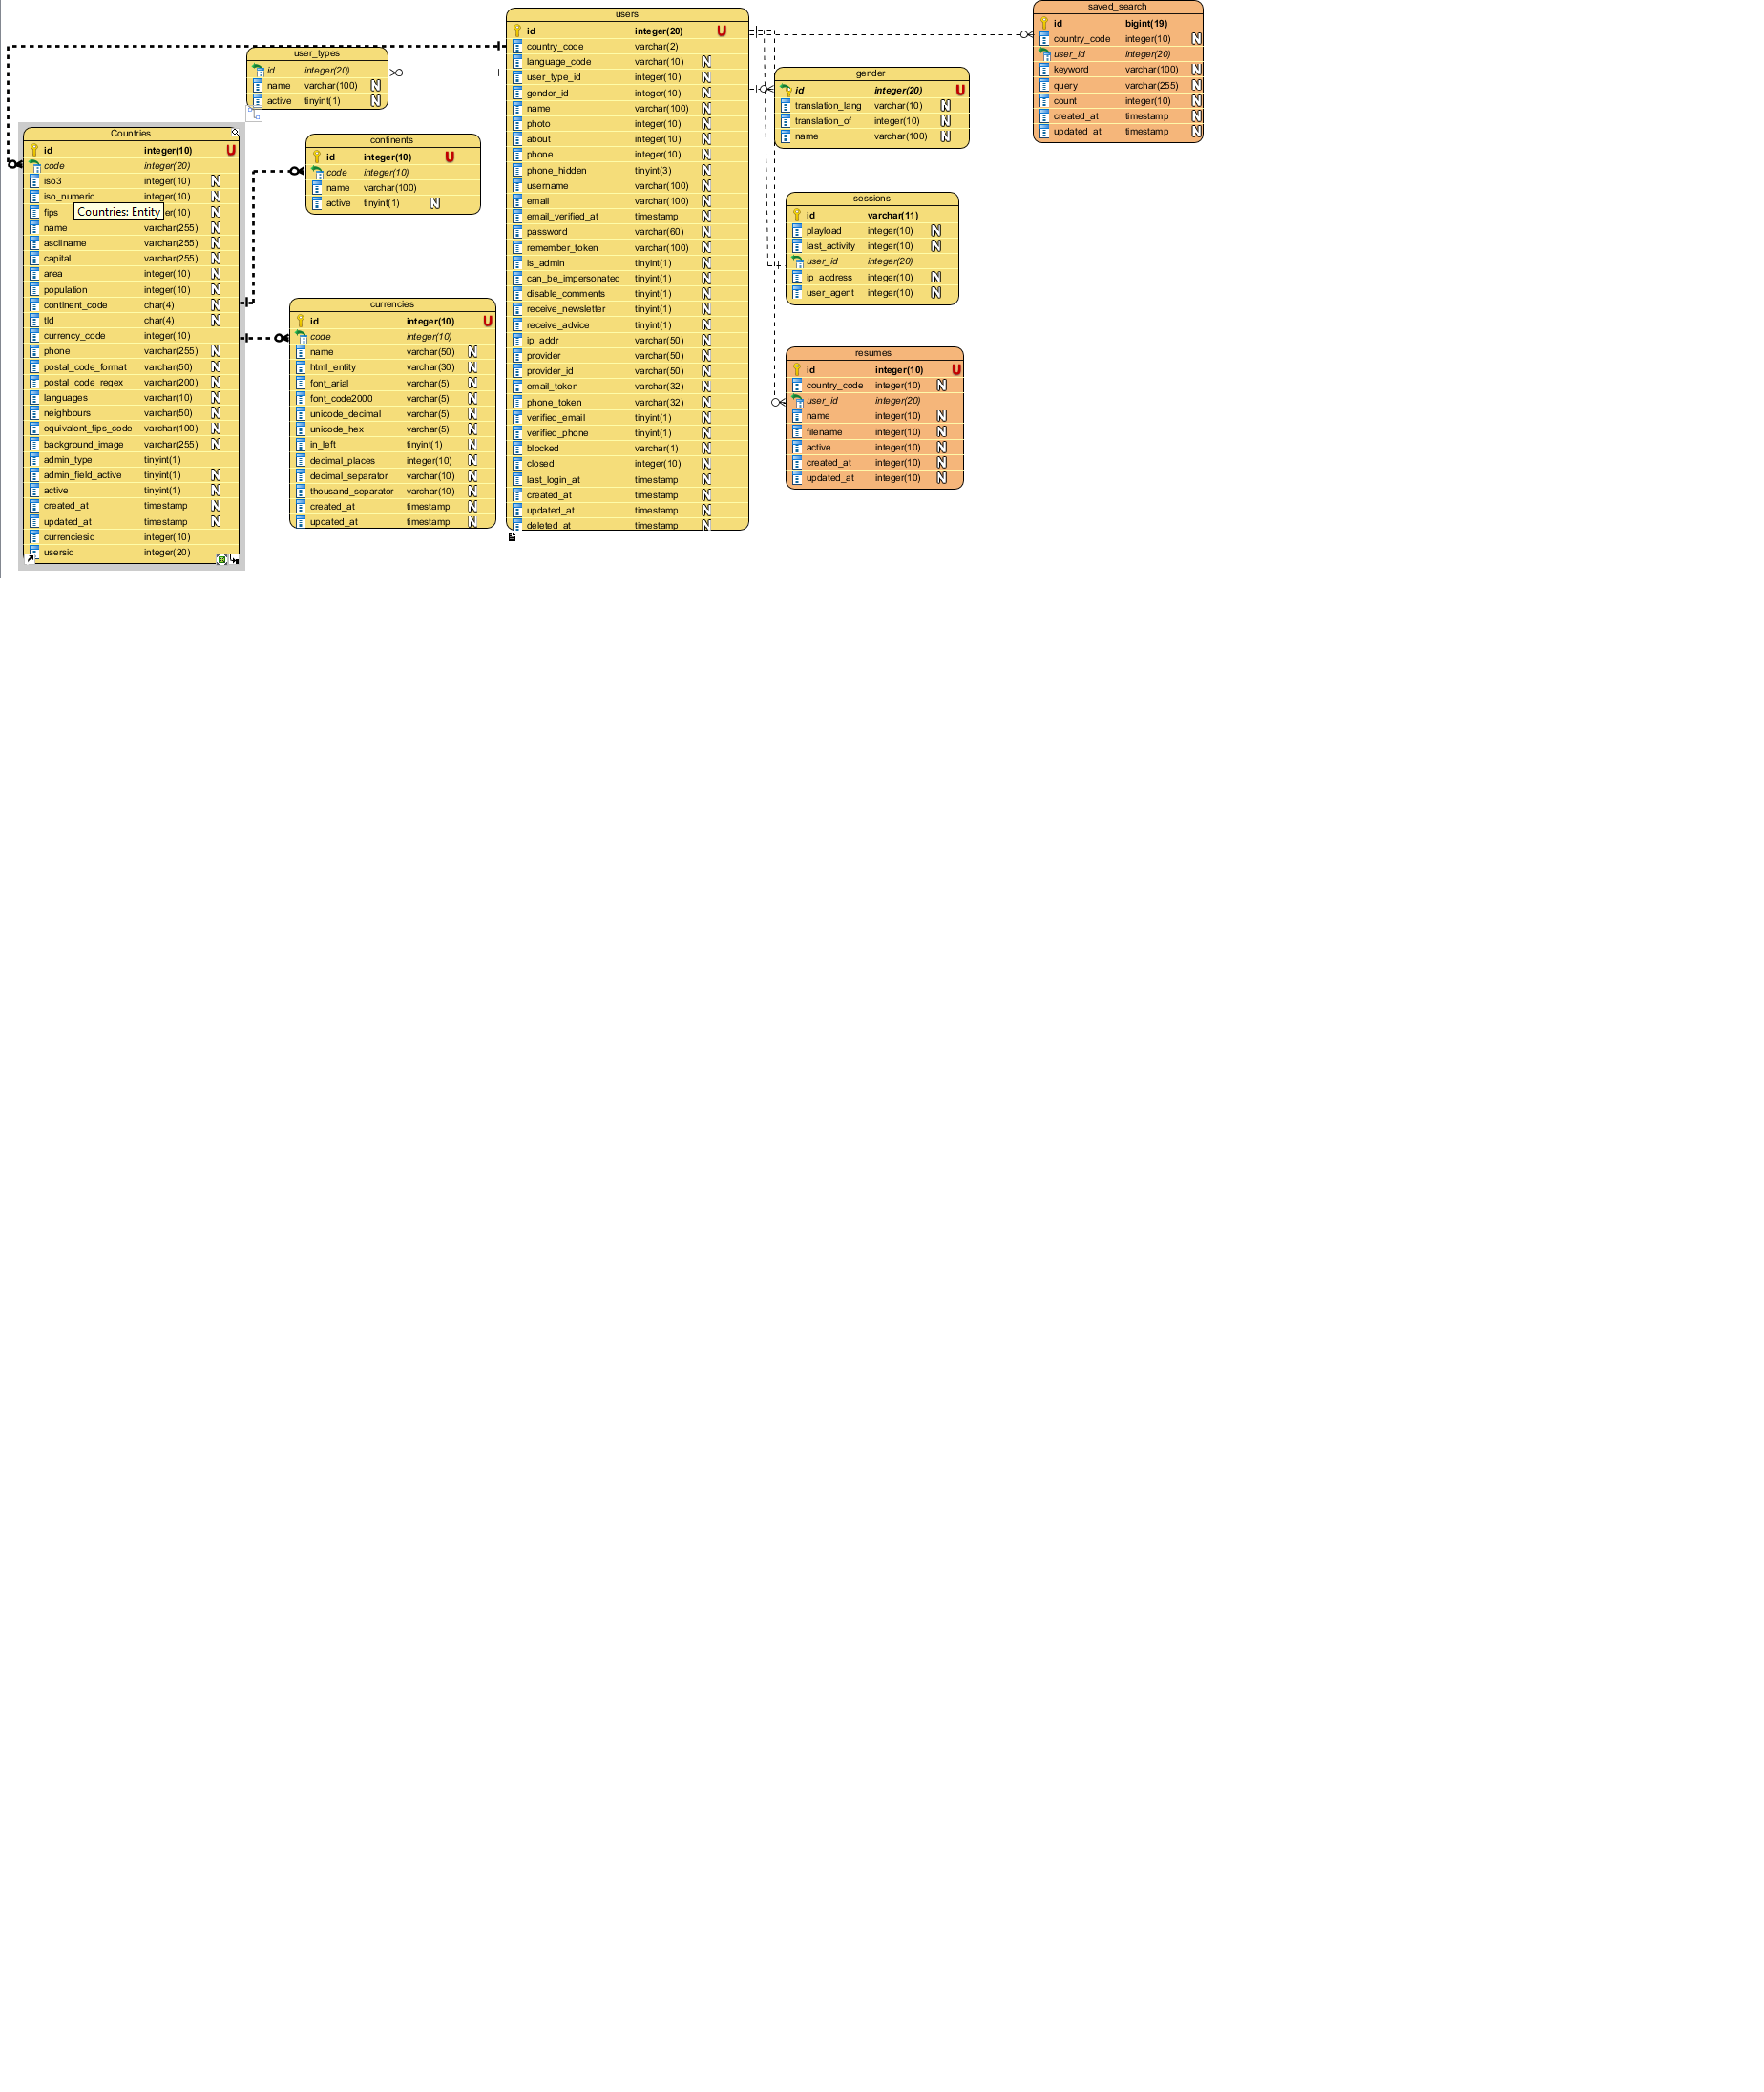 user_types
id integer(20)
name varchar(100) N
active tinyint(1) N
Countries
id integer(10) U
code integer(20)
iso3 integer(10) N
iso_numeric integer(10) N
fips er(10) N
Countries: Entity
name varchar(255) N
asciiname varchar(255) N
capital varchar(255) N
area integer(10) N
population integer(10) N
continent_code char(4) N
tld char(4) N
currency_code integer(10)
phone varchar(255) N
postal_code_format varchar(50) N
postal_code_regex varchar(200) N
languages varchar(10) N
neighbours varchar(50) N
equivalent_fips_code varchar(100) N
background_image varchar(255) N
admin_type tinyint(1)
admin_field_active tinyint(1) N
active tinyint(1) N
created_at timestamp N
updated_at timestamp N
currenciesid integer(10)
usersid integer(20)
continents
id integer(10) U
code integer(10)
name varchar(100)
active tinyint(1) N
currencies
id integer(10) U
code integer(10)
name varchar(50) N
html_entity varchar(30) N
font_arial varchar(5) N
font_code2000 varchar(5) N
unicode_decimal varchar(5) N
unicode_hex varchar(5) N
in_left tinyint(1) N
decimal_places integer(10) N
decimal_separator varchar(10) N
thousand_separator varchar(10) N
created_at timestamp N
updated_at timestamp N
users
id integer(20) U
country_code varchar(2)
language_code varchar(10) N
user_type_id integer(10) N
gender_id integer(10) N
name varchar(100) N
photo integer(10) N
about integer(10) N
phone integer(10) N
phone_hidden tinyint(3) N
username varchar(100) N
email varchar(100) N
email_verified_at timestamp N
password varchar(60) N
remember_token varchar(100) N
is_admin tinyint(1) N
can_be_impersonated tinyint(1) N
disable_comments tinyint(1) N
receive_newsletter tinyint(1) N
receive_advice tinyint(1) N
ip_addr varchar(50) N
provider varchar(50) N
provider_id varchar(50) N
email_token varchar(32) N
phone_token varchar(32) N
verified_email tinyint(1) N
verified_phone tinyint(1) N
blocked varchar(1) N
closed integer(10) N
last_login_at timestamp N
created_at timestamp N
updated_at timestamp N
deleted_at timestamp N
gender
id integer(20) U
translation_lang varchar(10) N
translation_of integer(10) N
name varchar(100) N
sessions
id varchar(11)
playload integer(10) N
last_activity integer(10) N
user_id integer(20)
ip_address integer(10) N
user_agent integer(10) N
resumes
id integer(10) U
country_code integer(10) N
user_id integer(20)
name integer(10) N
filename integer(10) N
active integer(10) N
created_at integer(10) N
updated_at integer(10) N
saved_search
id bigint(19)
country_code integer(10) N
user_id integer(20)
keyword varchar(100) N
query varchar(255) N
count integer(10) N
created_at timestamp N
updated_at timestamp N